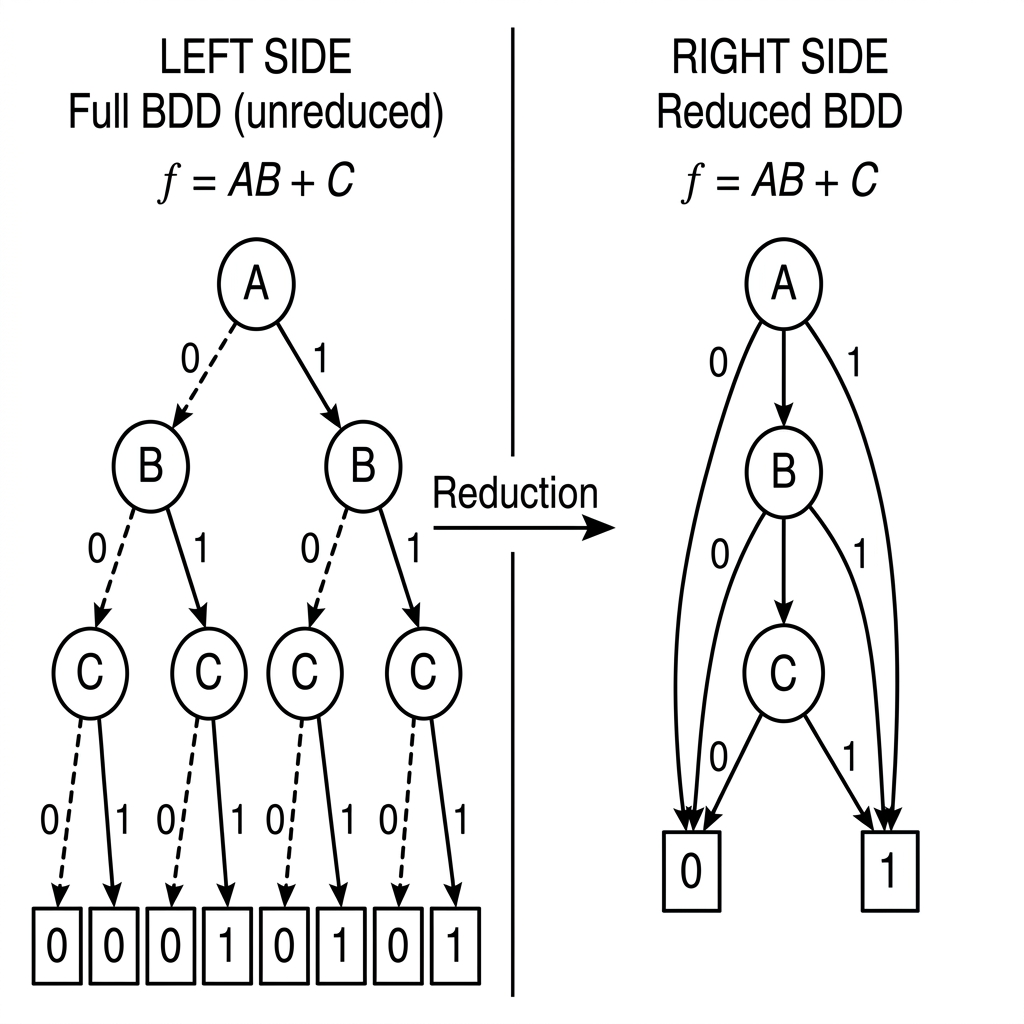 LEFT SIDE
Full BDD (unreduced)
f = AB + C
A
0 1
B B
0 1 0 1
C C C C
0 1 0 1 0 1 0 1
0 0 0 1 0 1 0 1
Reduction
RIGHT SIDE
Reduced BDD
f = AB + C
A
0 1
B
0 1
C
0 1
0 1